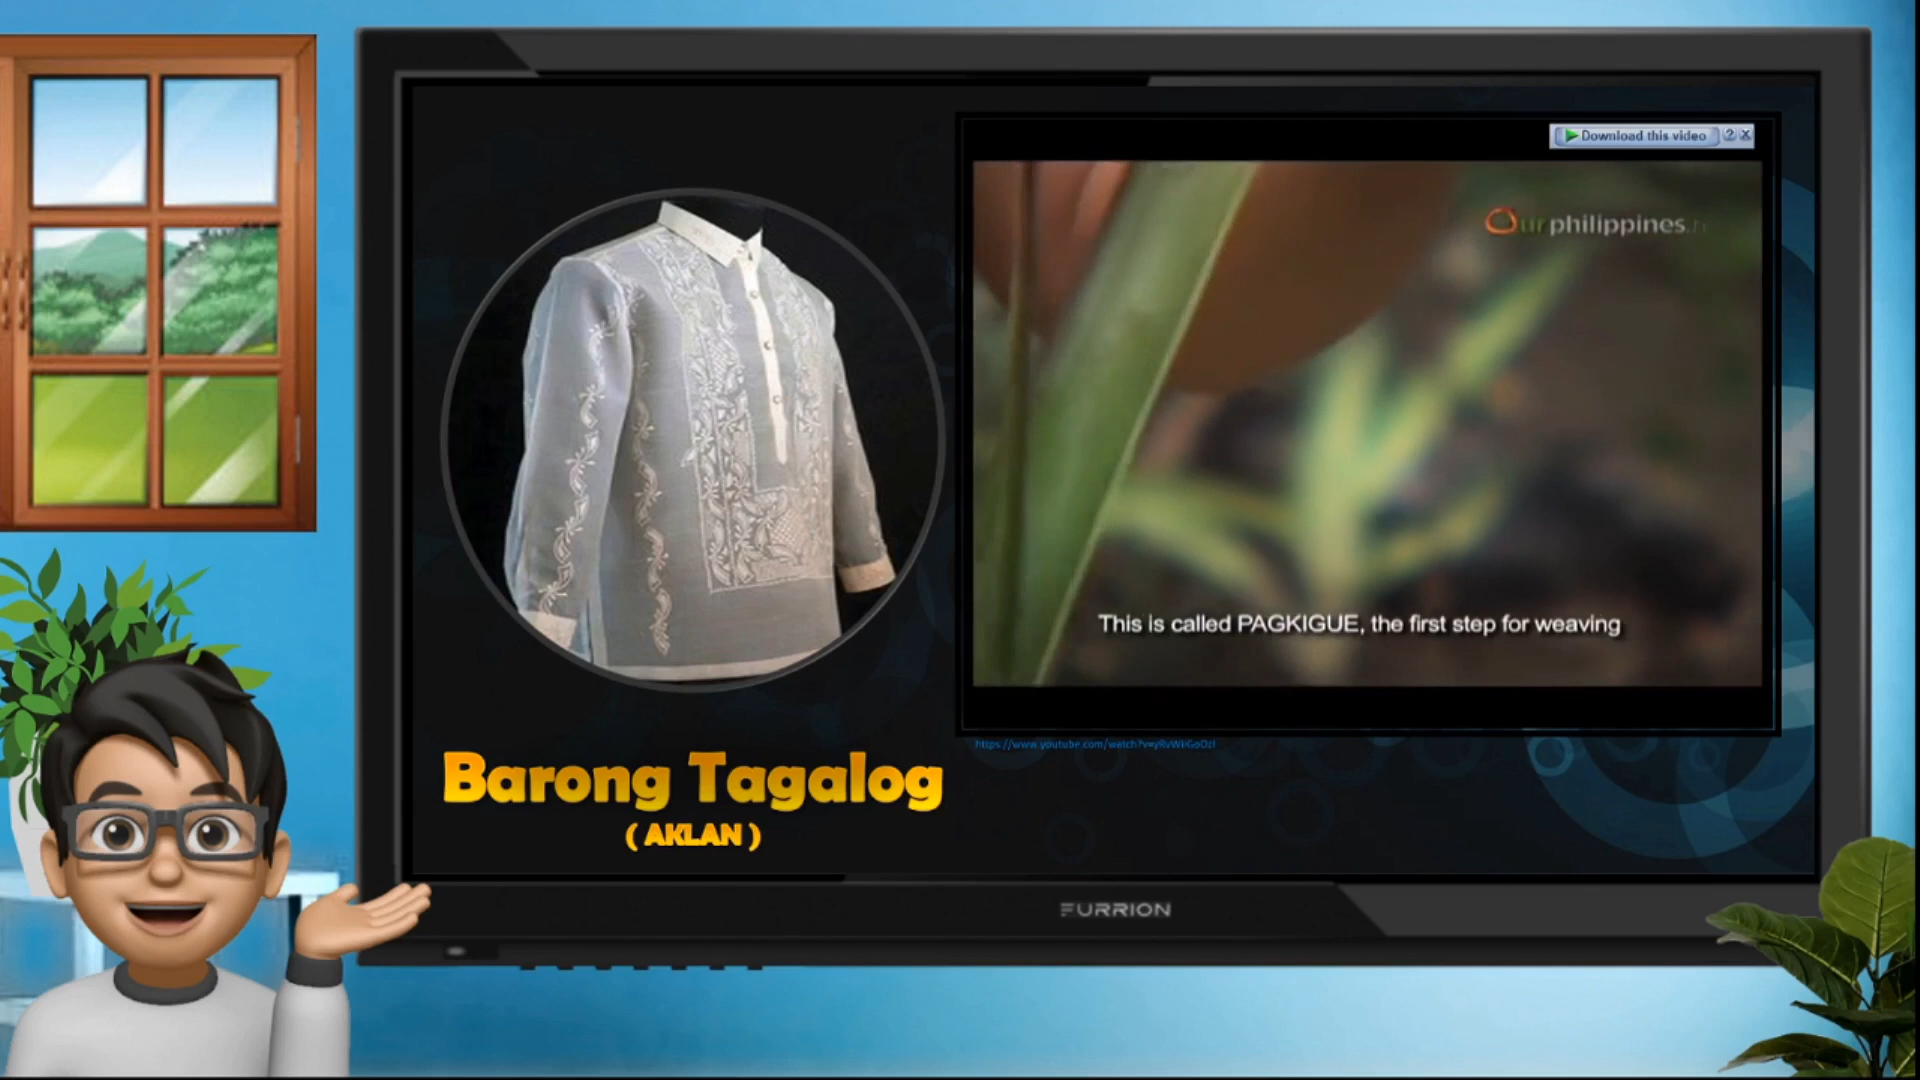 Download this video
Ourphilippines
This is called PAGKIGUE, the first step for weaving
Barong Tagalog
( AKLAN )
FURRION